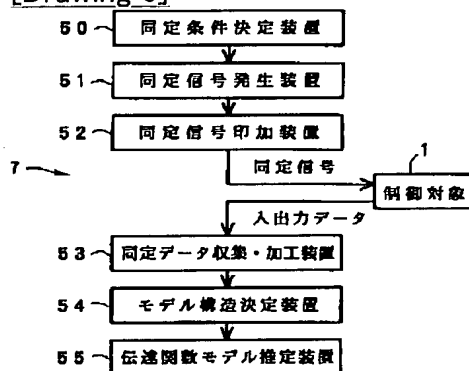 [Drawing
50 同定条件決定装置
51 同定信号発生装置
52 同定信号印加装置
同定信号
7
1
制御対象
入出力データ
53 同定データ収集・加工装置
54 モデル構造決定装置
55 伝達関数モデル推定装置